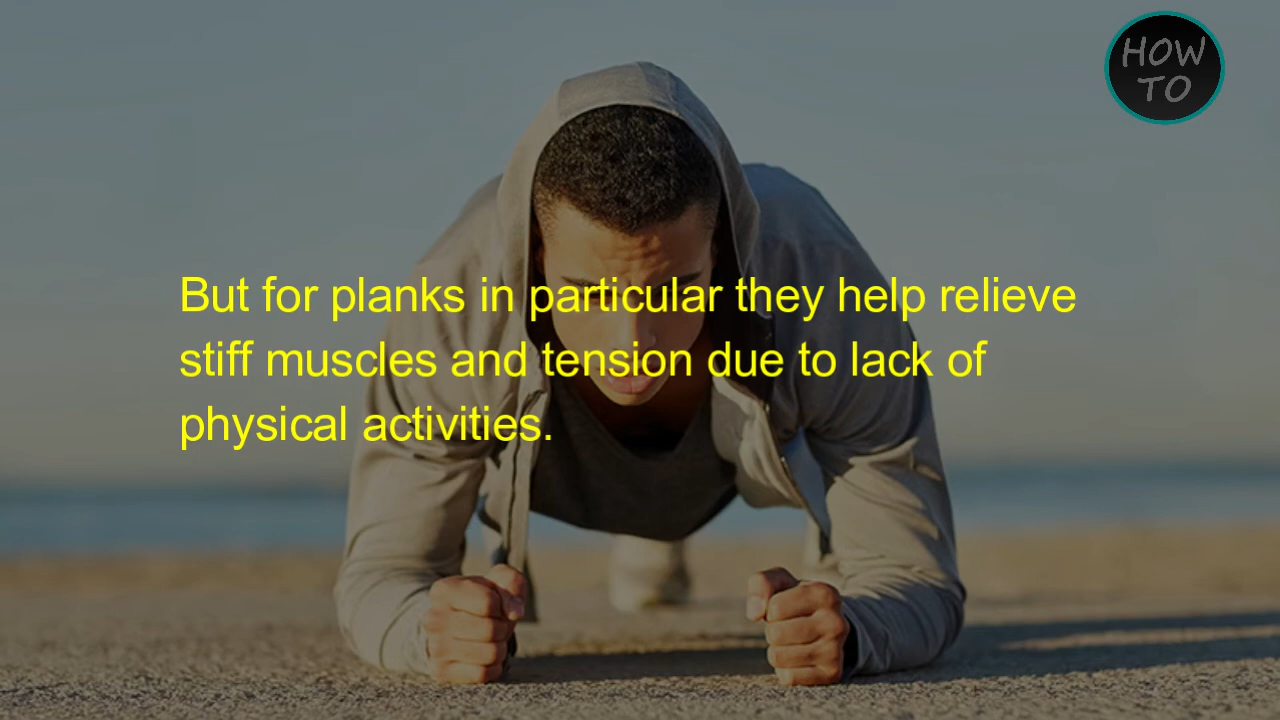 HOW
TO
But for planks in particular they help relieve
stiff muscles and tension due to lack of
physical activities.